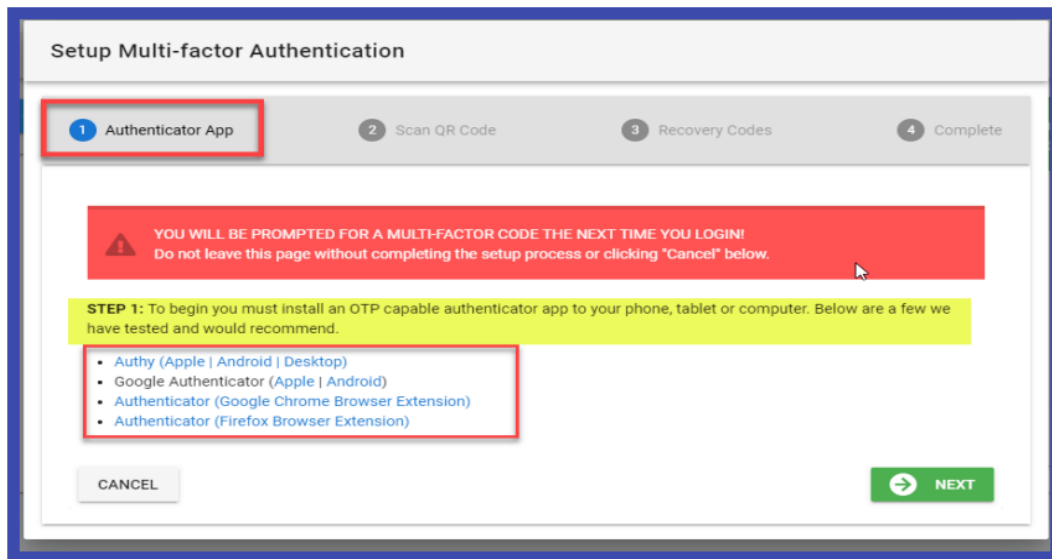 Setup Multi-factor Authentication
1 Authenticator App
2 Scan QR Code
3 Recovery Codes
4 Complete
YOU WILL BE PROMPTED FOR A MULTI-FACTOR CODE THE NEXT TIME YOU LOGIN!
Do not leave this page without completing the setup process or clicking "Cancel" below.
STEP 1: To begin you must install an OTP capable authenticator app to your phone, tablet or computer. Below are a few we
have tested and would recommend.
• Authy (Apple | Android | Desktop)
• Google Authenticator (Apple | Android)
• Authenticator (Google Chrome Browser Extension)
• Authenticator (Firefox Browser Extension)
CANCEL
NEXT